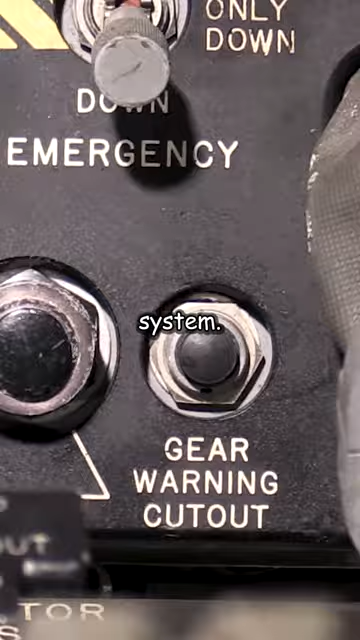 ONLY
DOWN
DOWN
EMERGENCY
system.
GEAR
WARNING
CUTOUT